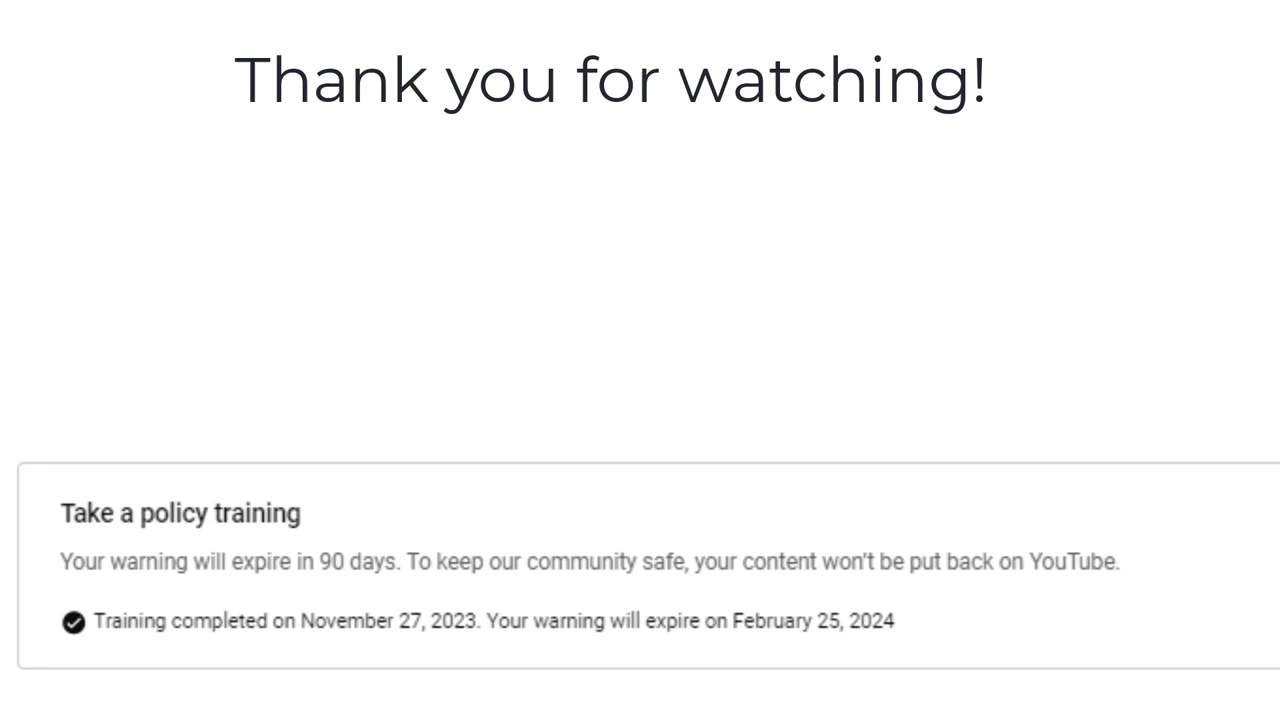 Thank you for watching!
Take a policy training
Your warning will expire in 90 days. To keep our community safe, your content won't be put back on YouTube.
Training completed on November 27, 2023. Your warning will expire on February 25, 2024